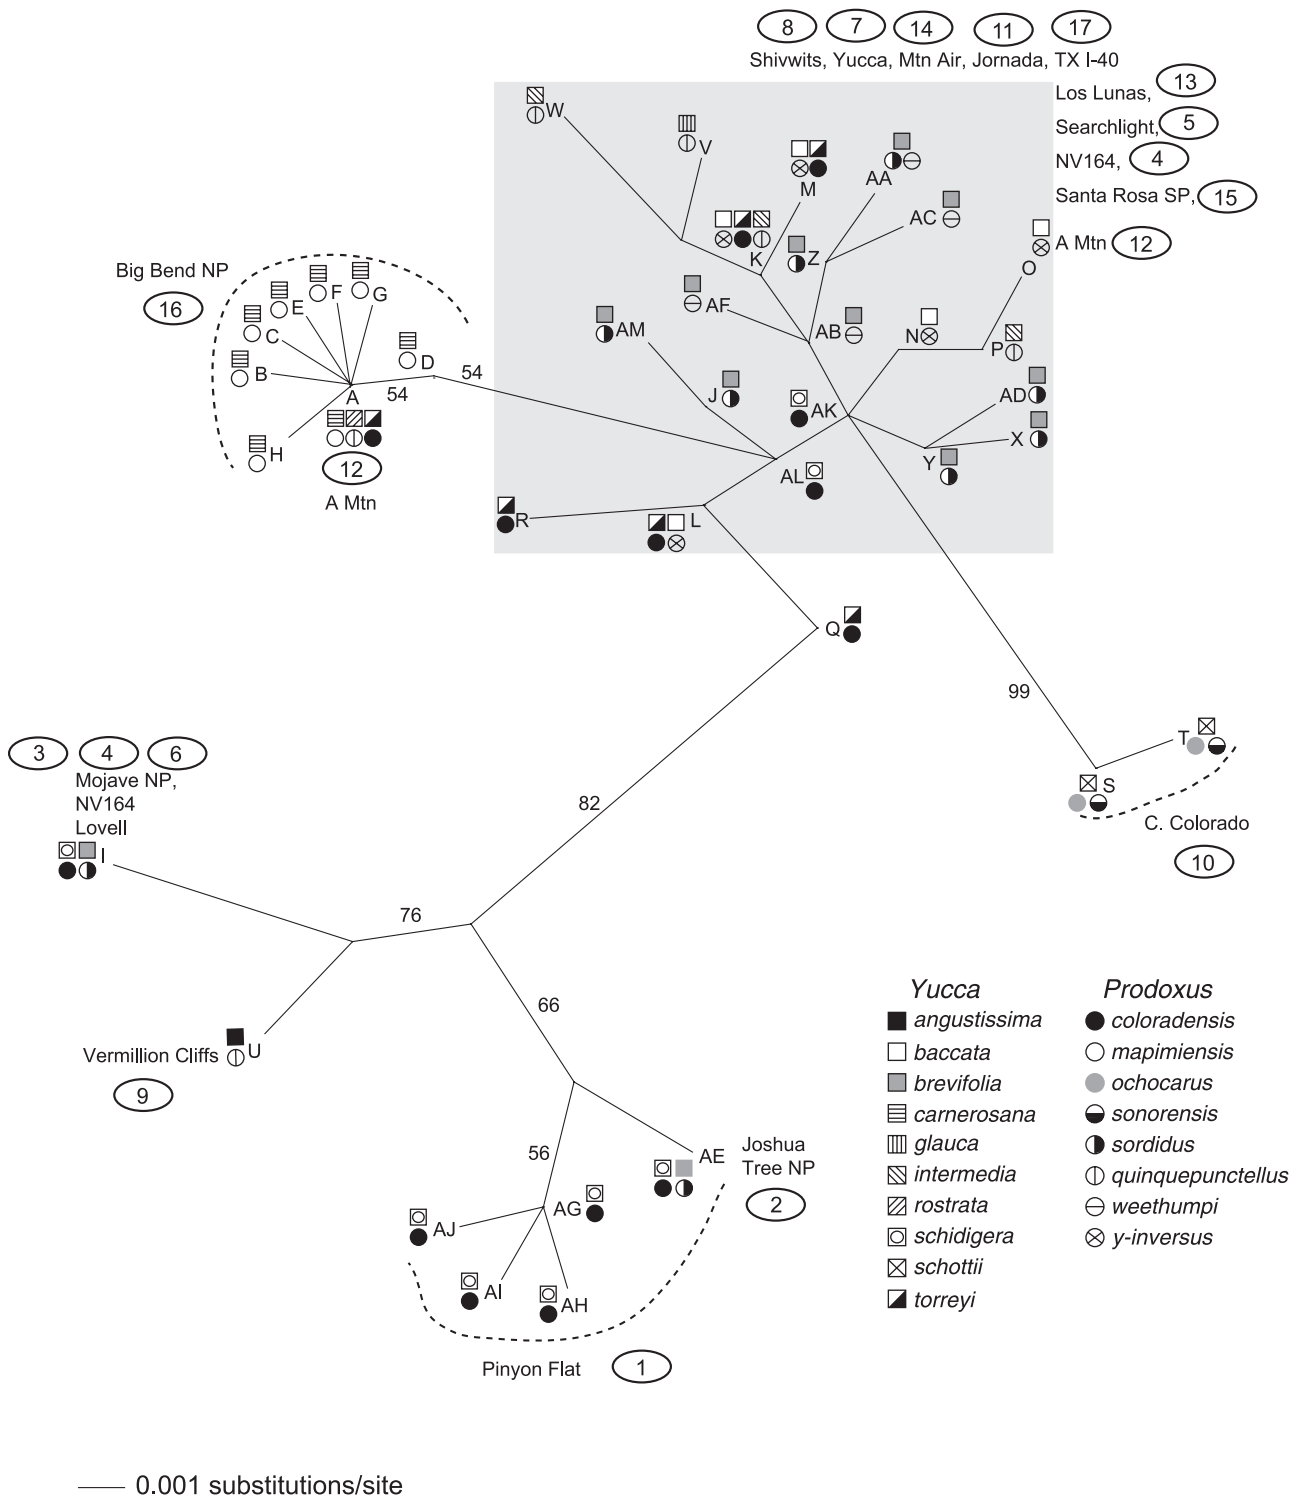 8 7 14 11 17
Shivwits, Yucca, Mtn Air, Jornada, TX I-40
Los Lunas, 13
Searchlight, 5
NV164, 4
Santa Rosa SP, 15
A Mtn 12
W
V
M
AA
AC
K
Z
O
AF
AB
AM
N
P
J
AK
AD
X
Y
AL
R
L
Big Bend NP
16
F
G
E
C
D
B
54
54
A
H
12
A Mtn
Q
99
T
S
C. Colorado
10
82
3 4 6
Mojave NP,
NV164
Lovell
I
76
Vermillion Cliffs U
9
66
56
AE
Joshua
Tree NP
2
AG
AJ
AI
AH
Pinyon Flat 1
Yucca
angustissima
baccata
brevifolia
carnerosana
glauca
intermedia
rostrata
schidigera
schottii
torreyi
Prodoxus
coloradensis
mapimiensis
ochocarus
sonorensis
sordidus
quinquepunctellus
weethumpi
y-inversus
0.001 substitutions/site